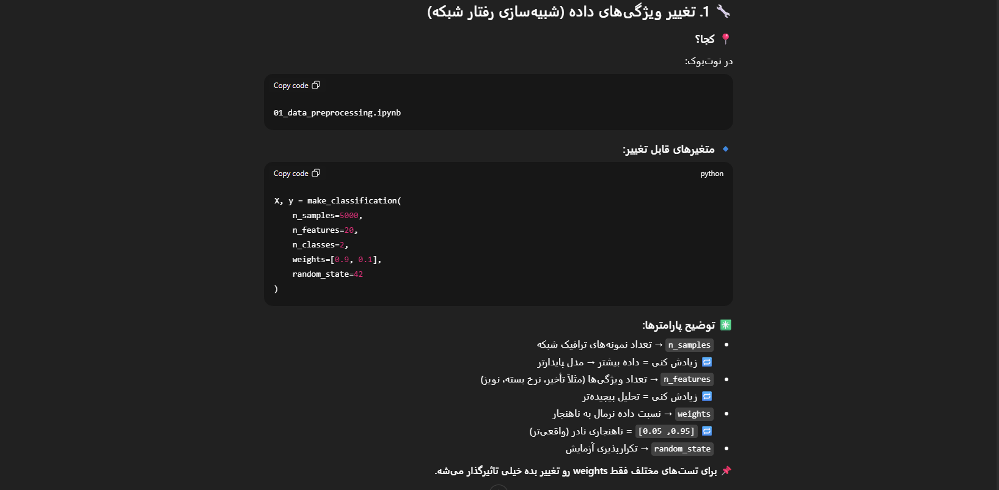 🔧 1. تغییر ویژگی‌های داده (شبیه‌سازی رفتار شبکه)
📍 کجا؟
در نوت‌بوک:
Copy code
01_data_preprocessing.ipynb
🔹 متغیرهای قابل تغییر:
python
Copy code
X, y = make_classification(
    n_samples=5000,
    n_features=20,
    n_classes=2,
    weights=[0.9, 0.1],
    random_state=42
)
✳️ توضیح پارامترها:
• n_samples → تعداد نمونه‌های ترافیک شبکه
🔁 زیادش کنی = داده بیشتر → مدل پایدارتر
• n_features → تعداد ویژگی‌ها (مثلاً تأخیر، نرخ بسته، نویز)
🔁 زیادش کنی = تحلیل پیچیده‌تر
• weights → نسبت داده نرمال به ناهنجار
🔁 [0.95, 0.05] = ناهنجاری نادر (واقعی‌تر)
• random_state → تکرارپذیری آزمایش
📌 برای تست‌های مختلف فقط weights رو تغییر بده خیلی تاثیرگذار می‌شه.